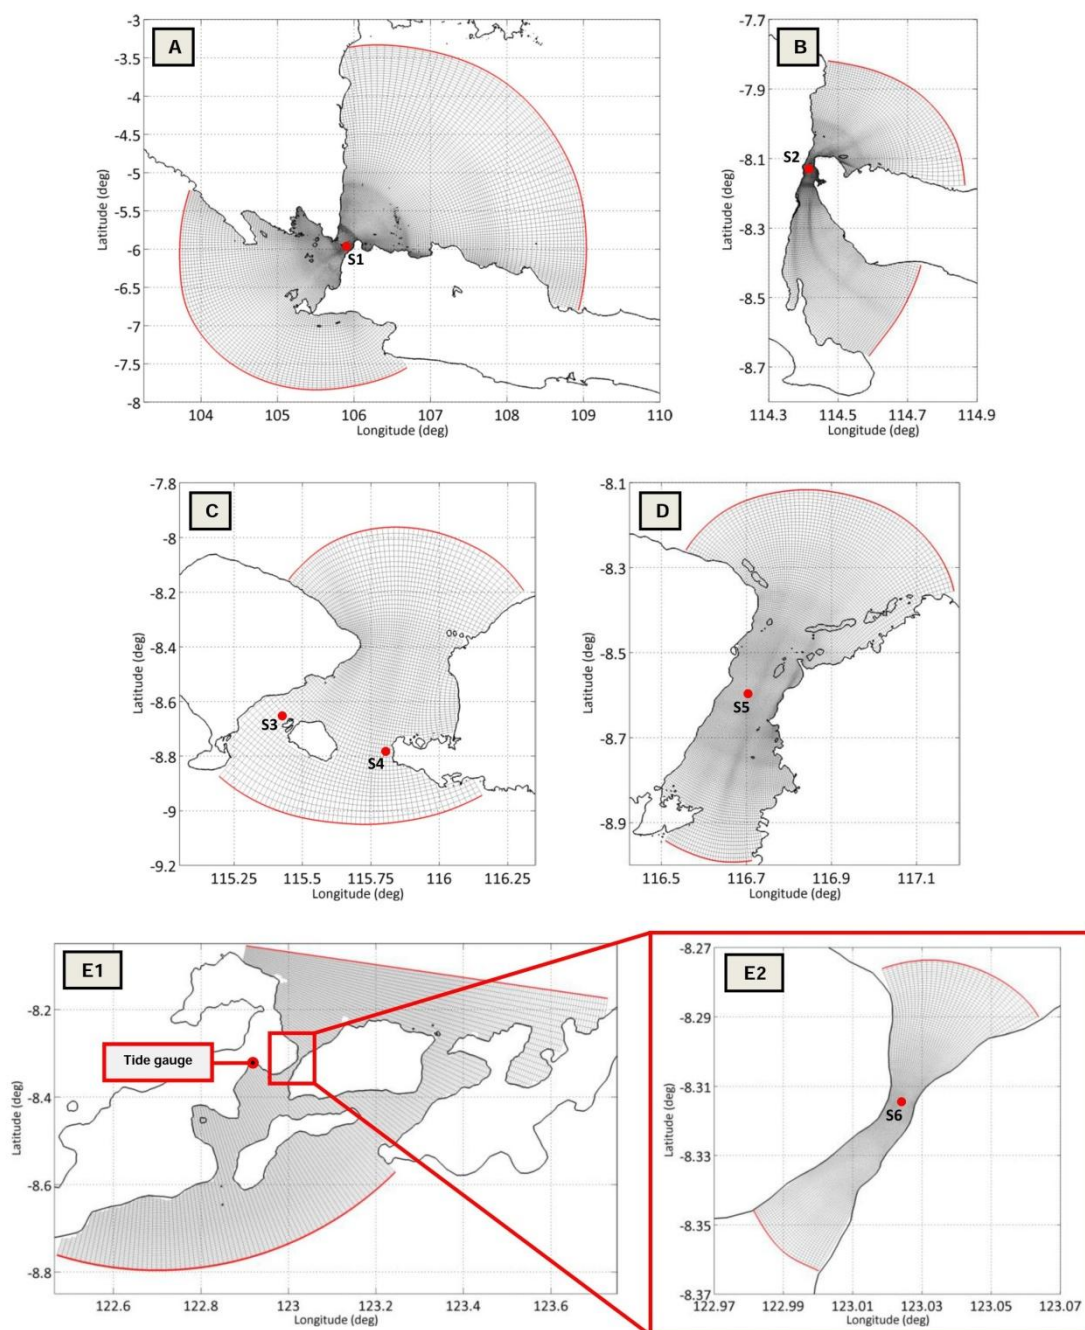 A
-3
-3.5
-4
-4.5
-5
-5.5
-6
-6.5
-7
-7.5
-8
Latitude (deg)
S1
104 105 106 107 108 109 110
Longitude (deg)
B
-7.7
-7.9
-8.1
-8.3
-8.5
-8.7
Latitude (deg)
S2
114.3 114.5 114.7 114.9
Longitude (deg)
C
-7.8
-8
-8.2
-8.4
-8.6
-8.8
-9
-9.2
Latitude (deg)
S3
S4
115.25 115.5 115.75 116 116.25
Longitude (deg)
D
-8.1
-8.3
-8.5
-8.7
-8.9
Latitude (deg)
S5
116.5 116.7 116.9 117.1
Longitude (deg)
E1
-8.2
-8.4
-8.6
-8.8
Latitude (deg)
Tide gauge
122.6 122.8 123 123.2 123.4 123.6
Longitude (deg)
E2
-8.27
-8.29
-8.31
-8.33
-8.35
-8.37
Latitude (deg)
S6
122.97 122.99 123.01 123.03 123.05 123.07
Longitude (deg)